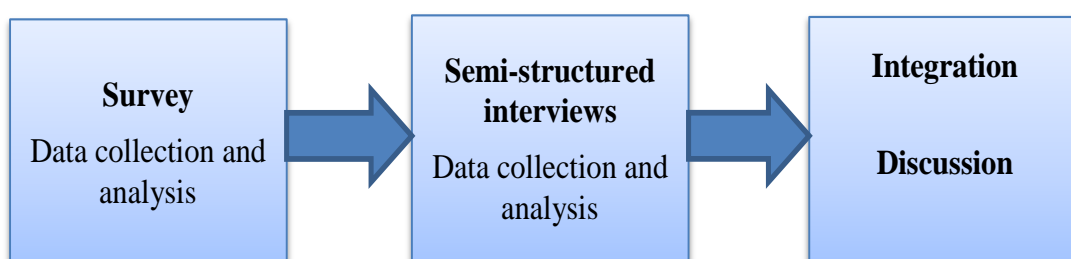 Survey
Data collection and
analysis
Semi-structured
interviews
Data collection and
analysis
Integration
Discussion